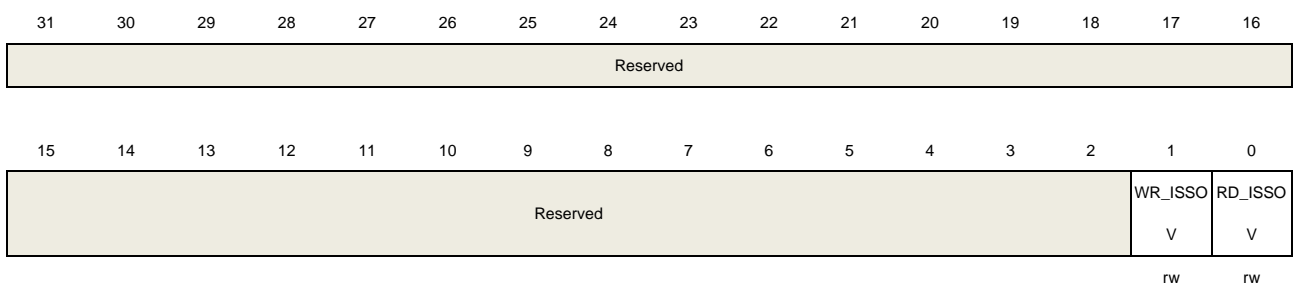 31 30 29 28 27 26 25 24 23 22 21 20 19 18 17 16
Reserved
15 14 13 12 11 10 9 8 7 6 5 4 3 2 1 0
Reserved
WR_ISSO RD_ISSO
V V
rw rw